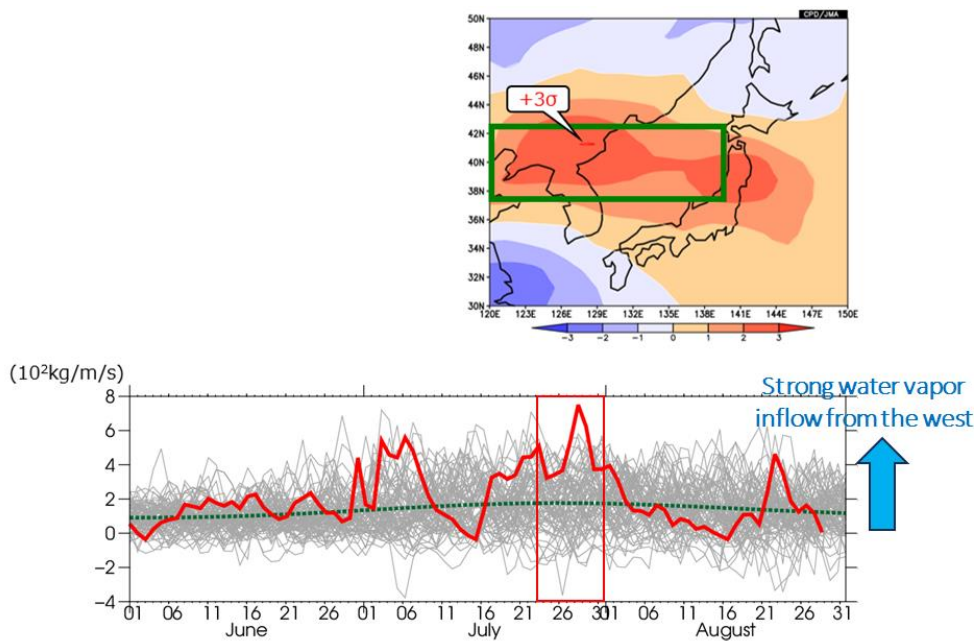 CPD/JMA
50N
48N
46N
44N
42N
40N
38N
36N
34N
32N
30N
+3σ
120E 123E 126E 129E 132E 135E 138E 141E 144E 147E 150E
-3 -2 -1 0 1 2 3
(10²kg/m/s)
8
6
4
2
0
-2
-4
01 06 11 16 21 26 01 06 11 16 21 26 31 01 06 11 16 21 26 31
June July August
Strong water vapor
inflow from the west